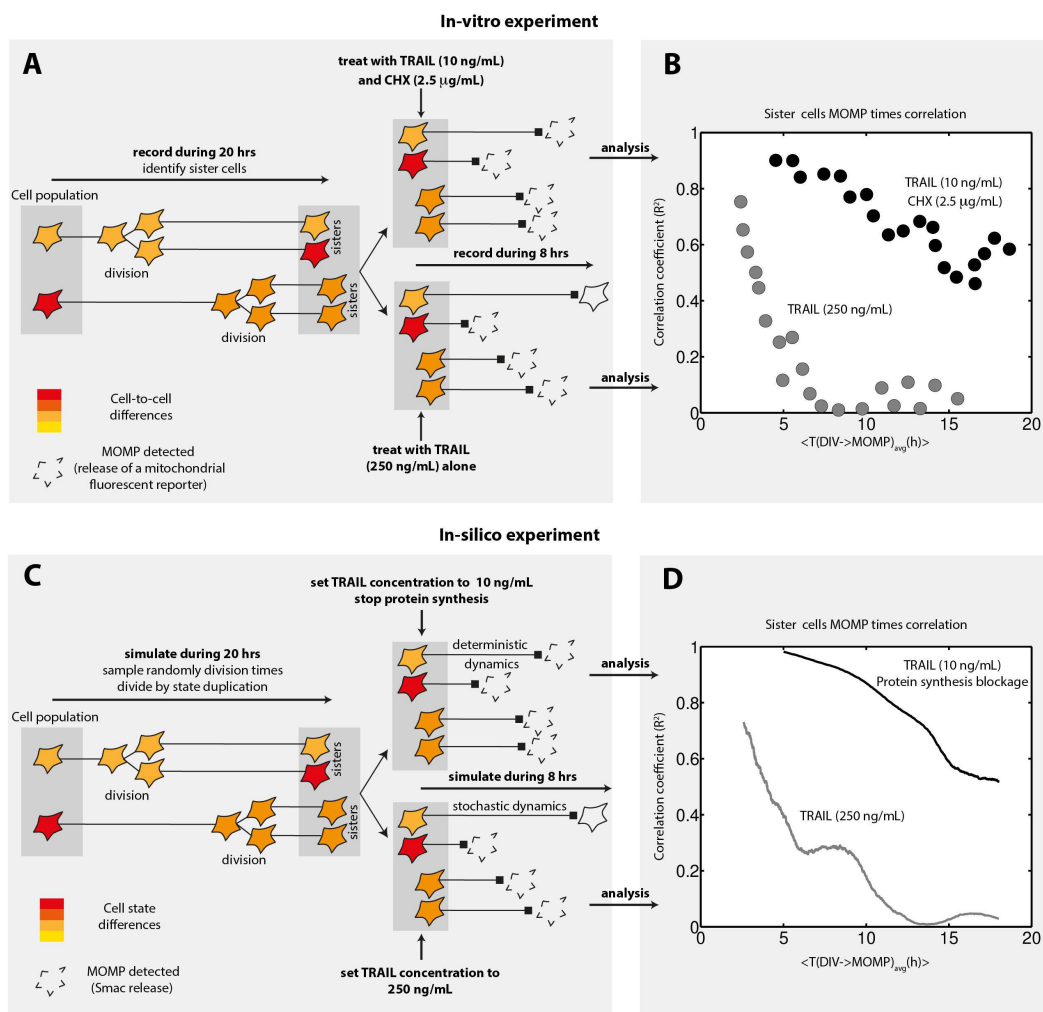 In-vitro experiment
A
treat with TRAIL (10 ng/mL)
and CHX (2.5 μg/mL)
record during 20 hrs
identify sister cells
Cell population
sisters
division
sisters
division
analysis
record during 8 hrs
analysis
Cell-to-cell
differences
MOMP detected
(release of a mitochondrial
fluorescent reporter)
treat with TRAIL
(250 ng/mL) alone
B
Sister cells MOMP times correlation
Correlation coefficient (R²)
1
0.8
0.6
0.4
0.2
0
TRAIL (10 ng/mL)
CHX (2.5 μg/mL)
TRAIL (250 ng/mL)
0 5 10 15 20
<T(DIV->MOMP)avg(h)>
In-silico experiment
C
set TRAIL concentration to 10 ng/mL
stop protein synthesis
simulate during 20 hrs
sample randomly division times
divide by state duplication
Cell population
sisters
division
sisters
division
deterministic
dynamics
analysis
simulate during 8 hrs
stochastic dynamics
analysis
Cell state
differences
MOMP detected
(Smac release)
set TRAIL concentration to
250 ng/mL
D
Sister cells MOMP times correlation
Correlation coefficient (R²)
1
0.8
0.6
0.4
0.2
0
TRAIL (10 ng/mL)
Protein synthesis blockage
TRAIL (250 ng/mL)
0 5 10 15 20
<T(DIV->MOMP)avg(h)>